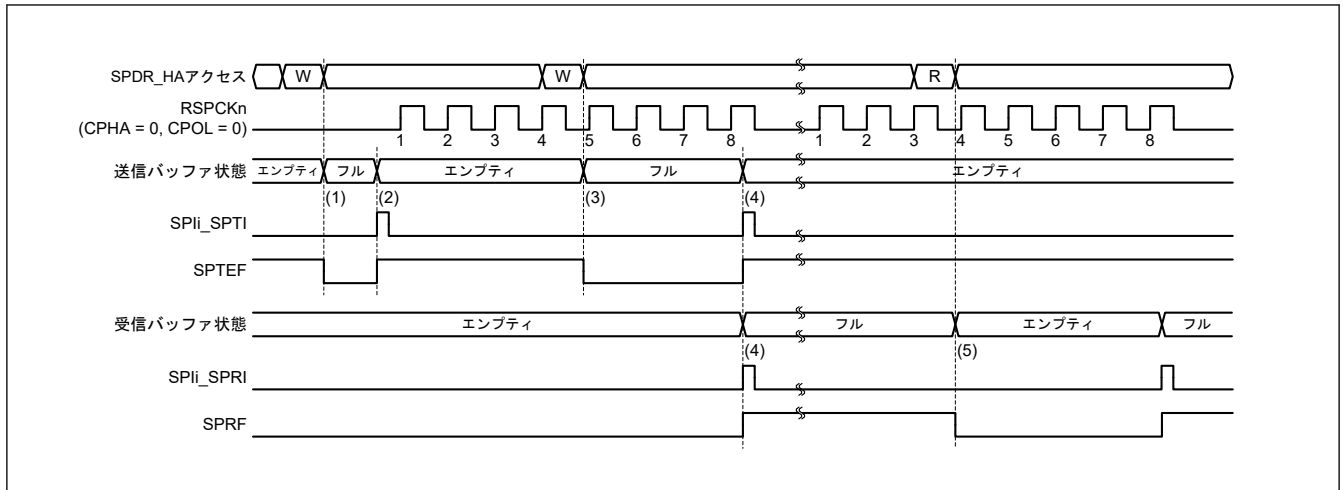 SPDR_HAアクセス W W R
RSPCKn
(CPHA = 0, CPOL = 0)
1 2 3 4 5 6 7 8 1 2 3 4 5 6 7 8
送信バッファ状態 エンプティ フル エンプティ フル エンプティ
(1) (2) (3) (4)
SPIi_SPTI
SPTEF
受信バッファ状態 エンプティ フル エンプティ フル
(4) (5)
SPIi_SPRI
SPRF